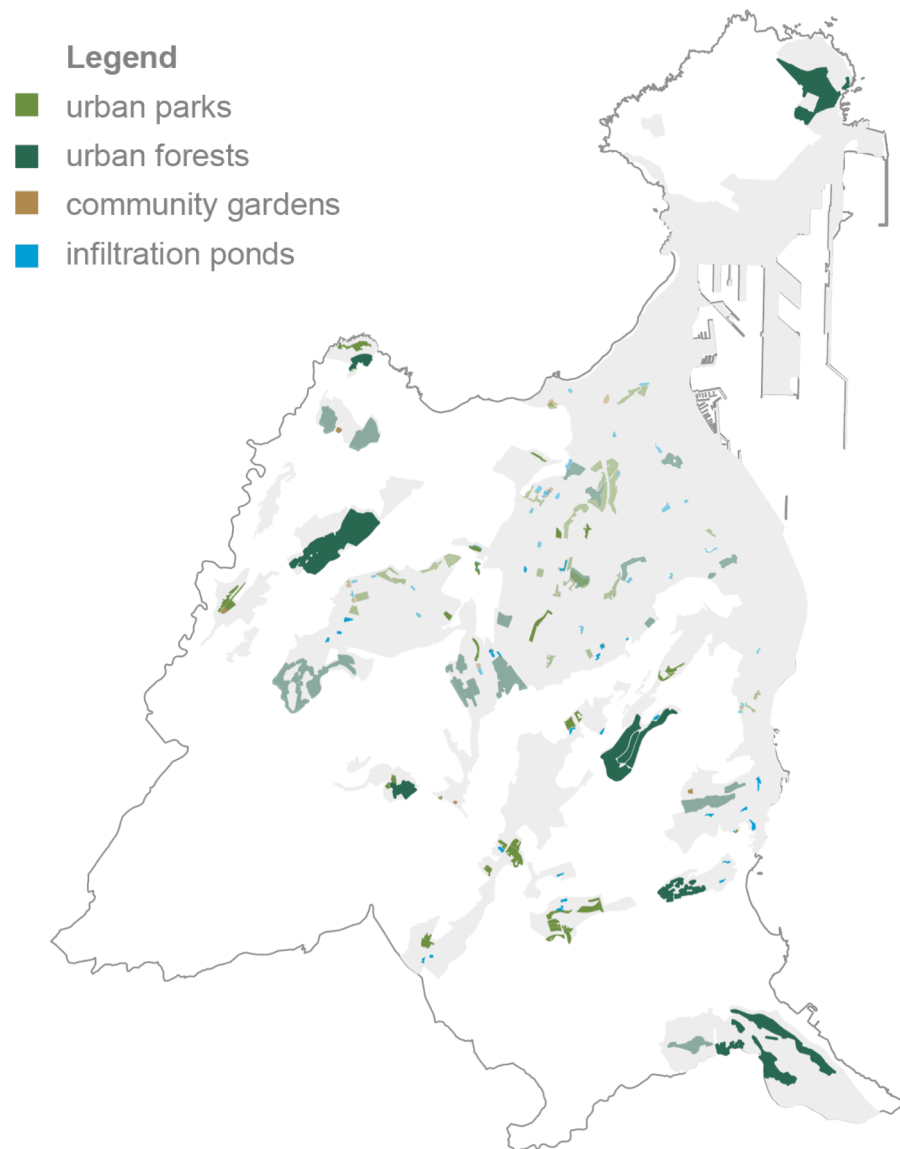 Legend
urban parks
urban forests
community gardens
infiltration ponds